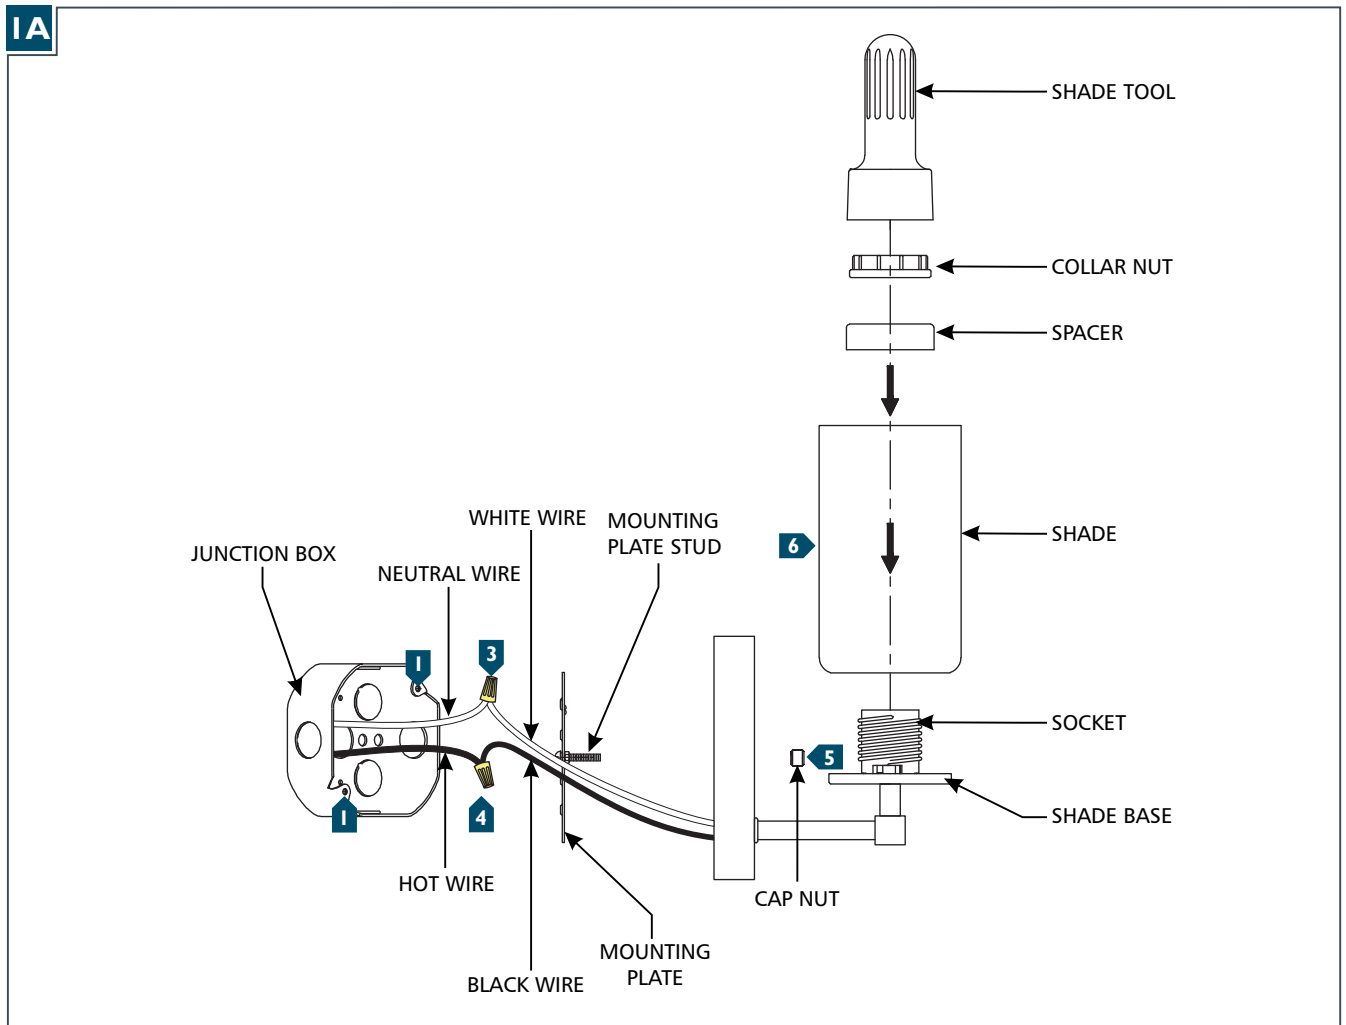 1A
SHADE TOOL
COLLAR NUT
SPACER
WHITE WIRE
MOUNTING
PLATE STUD
JUNCTION BOX
NEUTRAL WIRE
6
SHADE
1
3
SOCKET
5
1
4
SHADE BASE
HOT WIRE
CAP NUT
MOUNTING
PLATE
BLACK WIRE